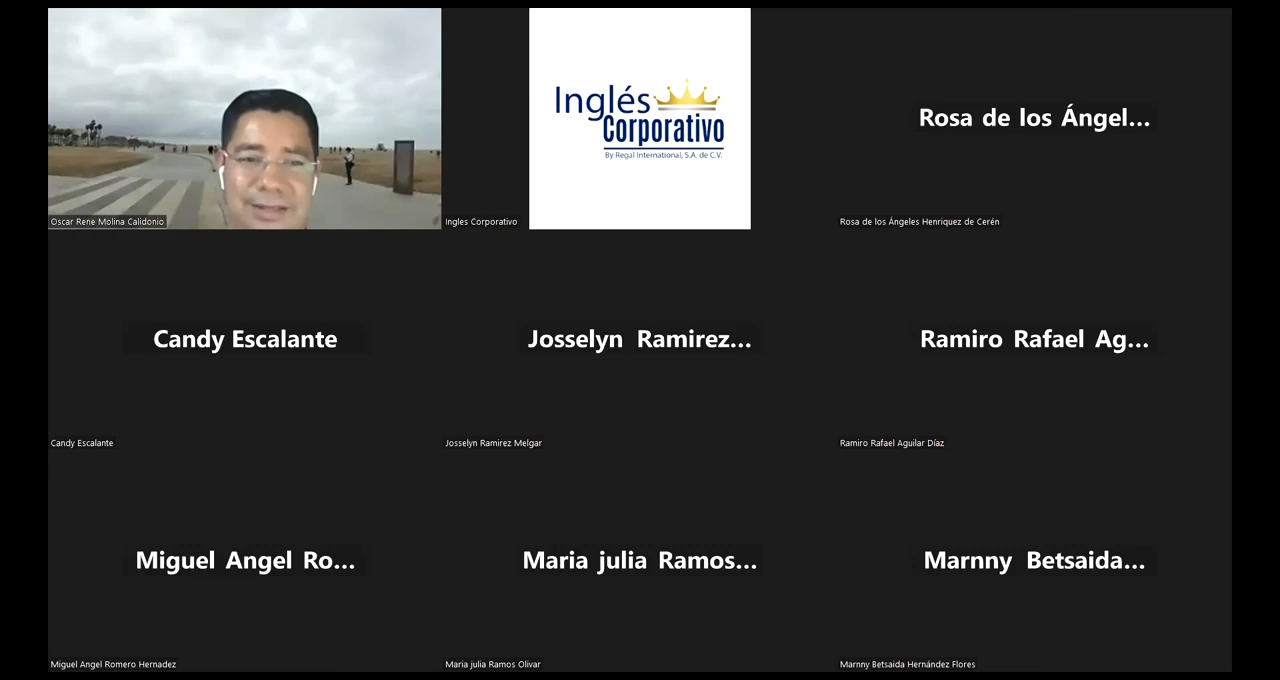 Oscar Rene Molina Calidonio
Inglés
Corporativo
By Regal International, S.A. de C.V.
Ingles Corporativo
Rosa de los Ángel...
Rosa de los Ángeles Henriquez de Cerén
Candy Escalante
Candy Escalante
Josselyn Ramirez...
Josselyn Ramirez Melgar
Ramiro Rafael Ag...
Ramiro Rafael Aguilar Díaz
Miguel Angel Ro...
Miguel Angel Romero Hernadez
Maria julia Ramos...
Maria julia Ramos Olivar
Marnny Betsaida...
Marnny Betsaida Hernández Flores